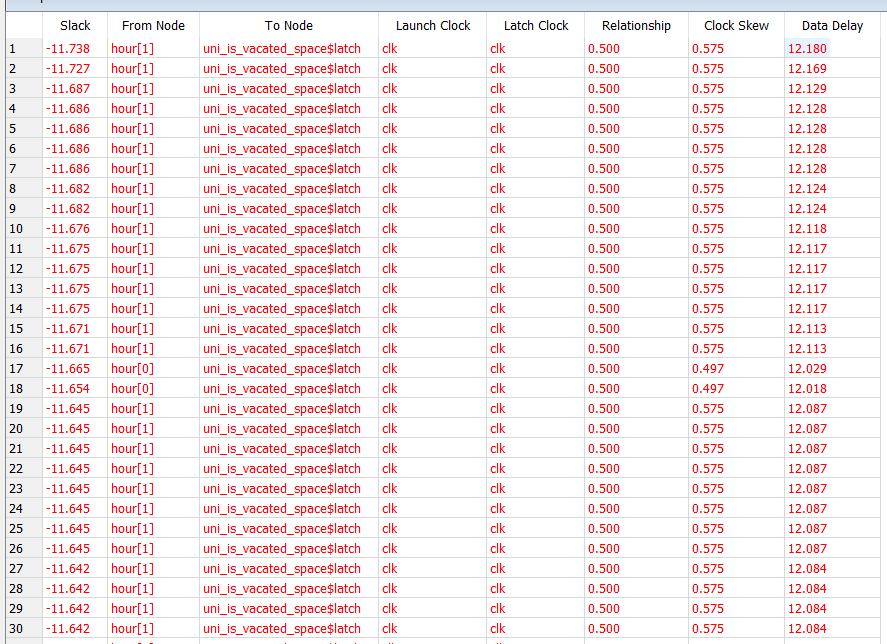 Slack From Node To Node Launch Clock Latch Clock Relationship Clock Skew Data Delay
1 -11.738 hour[1] uni_is_vacated_space$latch clk clk 0.500 0.575 12.180
2 -11.727 hour[1] uni_is_vacated_space$latch clk clk 0.500 0.575 12.169
3 -11.687 hour[1] uni_is_vacated_space$latch clk clk 0.500 0.575 12.129
4 -11.686 hour[1] uni_is_vacated_space$latch clk clk 0.500 0.575 12.128
5 -11.686 hour[1] uni_is_vacated_space$latch clk clk 0.500 0.575 12.128
6 -11.686 hour[1] uni_is_vacated_space$latch clk clk 0.500 0.575 12.128
7 -11.686 hour[1] uni_is_vacated_space$latch clk clk 0.500 0.575 12.128
8 -11.682 hour[1] uni_is_vacated_space$latch clk clk 0.500 0.575 12.124
9 -11.682 hour[1] uni_is_vacated_space$latch clk clk 0.500 0.575 12.124
10 -11.676 hour[1] uni_is_vacated_space$latch clk clk 0.500 0.575 12.118
11 -11.675 hour[1] uni_is_vacated_space$latch clk clk 0.500 0.575 12.117
12 -11.675 hour[1] uni_is_vacated_space$latch clk clk 0.500 0.575 12.117
13 -11.675 hour[1] uni_is_vacated_space$latch clk clk 0.500 0.575 12.117
14 -11.675 hour[1] uni_is_vacated_space$latch clk clk 0.500 0.575 12.117
15 -11.671 hour[1] uni_is_vacated_space$latch clk clk 0.500 0.575 12.113
16 -11.671 hour[1] uni_is_vacated_space$latch clk clk 0.500 0.575 12.113
17 -11.665 hour[0] uni_is_vacated_space$latch clk clk 0.500 0.497 12.029
18 -11.654 hour[0] uni_is_vacated_space$latch clk clk 0.500 0.497 12.018
19 -11.645 hour[1] uni_is_vacated_space$latch clk clk 0.500 0.575 12.087
20 -11.645 hour[1] uni_is_vacated_space$latch clk clk 0.500 0.575 12.087
21 -11.645 hour[1] uni_is_vacated_space$latch clk clk 0.500 0.575 12.087
22 -11.645 hour[1] uni_is_vacated_space$latch clk clk 0.500 0.575 12.087
23 -11.645 hour[1] uni_is_vacated_space$latch clk clk 0.500 0.575 12.087
24 -11.645 hour[1] uni_is_vacated_space$latch clk clk 0.500 0.575 12.087
25 -11.645 hour[1] uni_is_vacated_space$latch clk clk 0.500 0.575 12.087
26 -11.645 hour[1] uni_is_vacated_space$latch clk clk 0.500 0.575 12.087
27 -11.642 hour[1] uni_is_vacated_space$latch clk clk 0.500 0.575 12.084
28 -11.642 hour[1] uni_is_vacated_space$latch clk clk 0.500 0.575 12.084
29 -11.642 hour[1] uni_is_vacated_space$latch clk clk 0.500 0.575 12.084
30 -11.642 hour[1] uni_is_vacated_space$latch clk clk 0.500 0.575 12.084